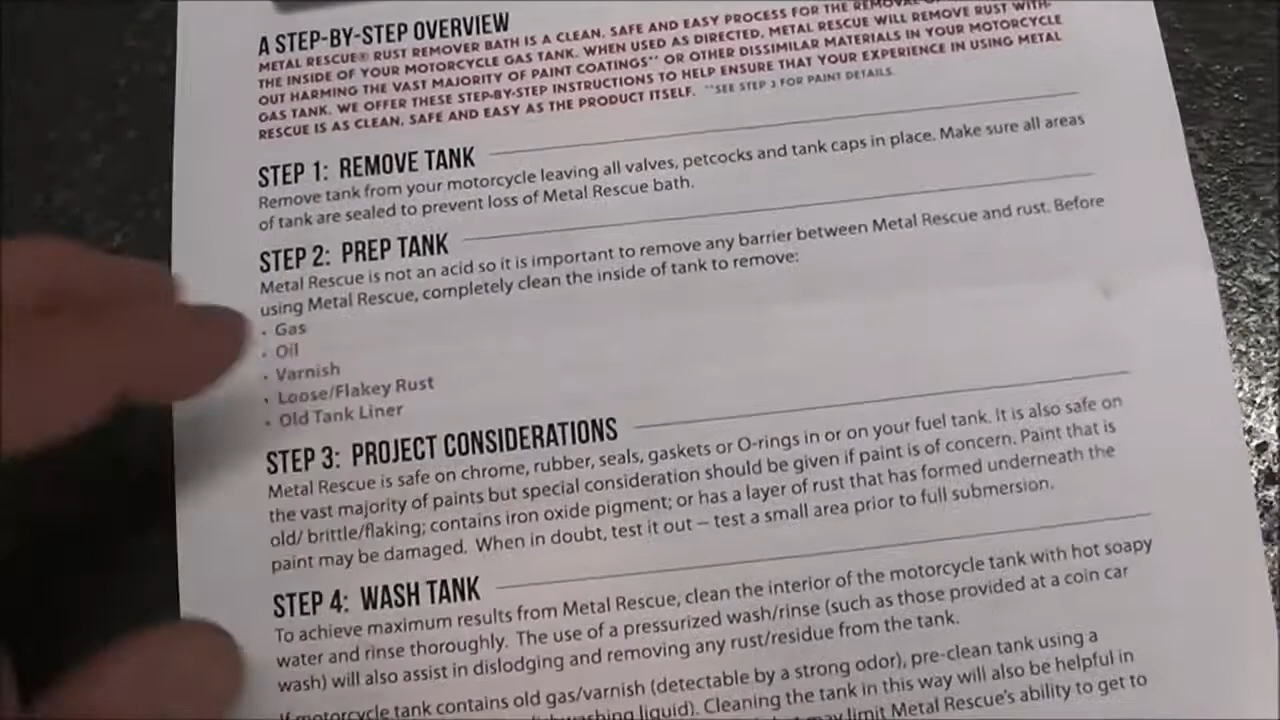 A STEP-BY-STEP OVERVIEW
METAL RESCUE® RUST REMOVER BATH IS A CLEAN, SAFE AND EASY PROCESS FOR THE REMOVAL
THE INSIDE OF YOUR MOTORCYCLE GAS TANK. WHEN USED AS DIRECTED, METAL RESCUE WILL REMOVE RUST WITH-
OUT HARMING THE VAST MAJORITY OF PAINT COATINGS** OR OTHER DISSIMILAR MATERIALS IN YOUR MOTORCYCLE
GAS TANK. WE OFFER THESE STEP-BY-STEP INSTRUCTIONS TO HELP ENSURE THAT YOUR EXPERIENCE IN USING METAL
RESCUE IS AS CLEAN, SAFE AND EASY AS THE PRODUCT ITSELF. **SEE STEP 3 FOR PAINT DETAILS.
STEP 1: REMOVE TANK
Remove tank from your motorcycle leaving all valves, petcocks and tank caps in place. Make sure all areas
of tank are sealed to prevent loss of Metal Rescue bath.
STEP 2: PREP TANK
Metal Rescue is not an acid so it is important to remove any barrier between Metal Rescue and rust. Before
using Metal Rescue, completely clean the inside of tank to remove:
• Gas
• Oil
• Varnish
• Loose/Flakey Rust
• Old Tank Liner
STEP 3: PROJECT CONSIDERATIONS
Metal Rescue is safe on chrome, rubber, seals, gaskets or O-rings in or on your fuel tank. It is also safe on
the vast majority of paints but special consideration should be given if paint is of concern. Paint that is
old/ brittle/flaking; contains iron oxide pigment; or has a layer of rust that has formed underneath the
paint may be damaged. When in doubt, test it out – test a small area prior to full submersion.
STEP 4: WASH TANK
To achieve maximum results from Metal Rescue, clean the interior of the motorcycle tank with hot soapy
water and rinse thoroughly. The use of a pressurized wash/rinse (such as those provided at a coin car
wash) will also assist in dislodging and removing any rust/residue from the tank.
If motorcycle tank contains old gas/varnish (detectable by a strong odor), pre-clean tank using a
liquid). Cleaning the tank in this way will also be helpful in
may limit Metal Rescue's ability to get to